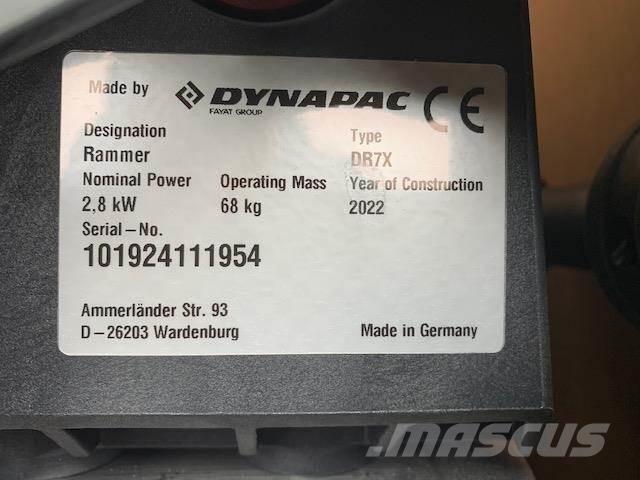 Made by DYNAPAC CE
FAYAT GROUP
Designation Type
Rammer DR7X
Nominal Power Operating Mass Year of Construction
2,8 kW 68 kg 2022
Serial–No.
101924111954
Ammerländer Str. 93
D–26203 Wardenburg Made in Germany
MASCUS